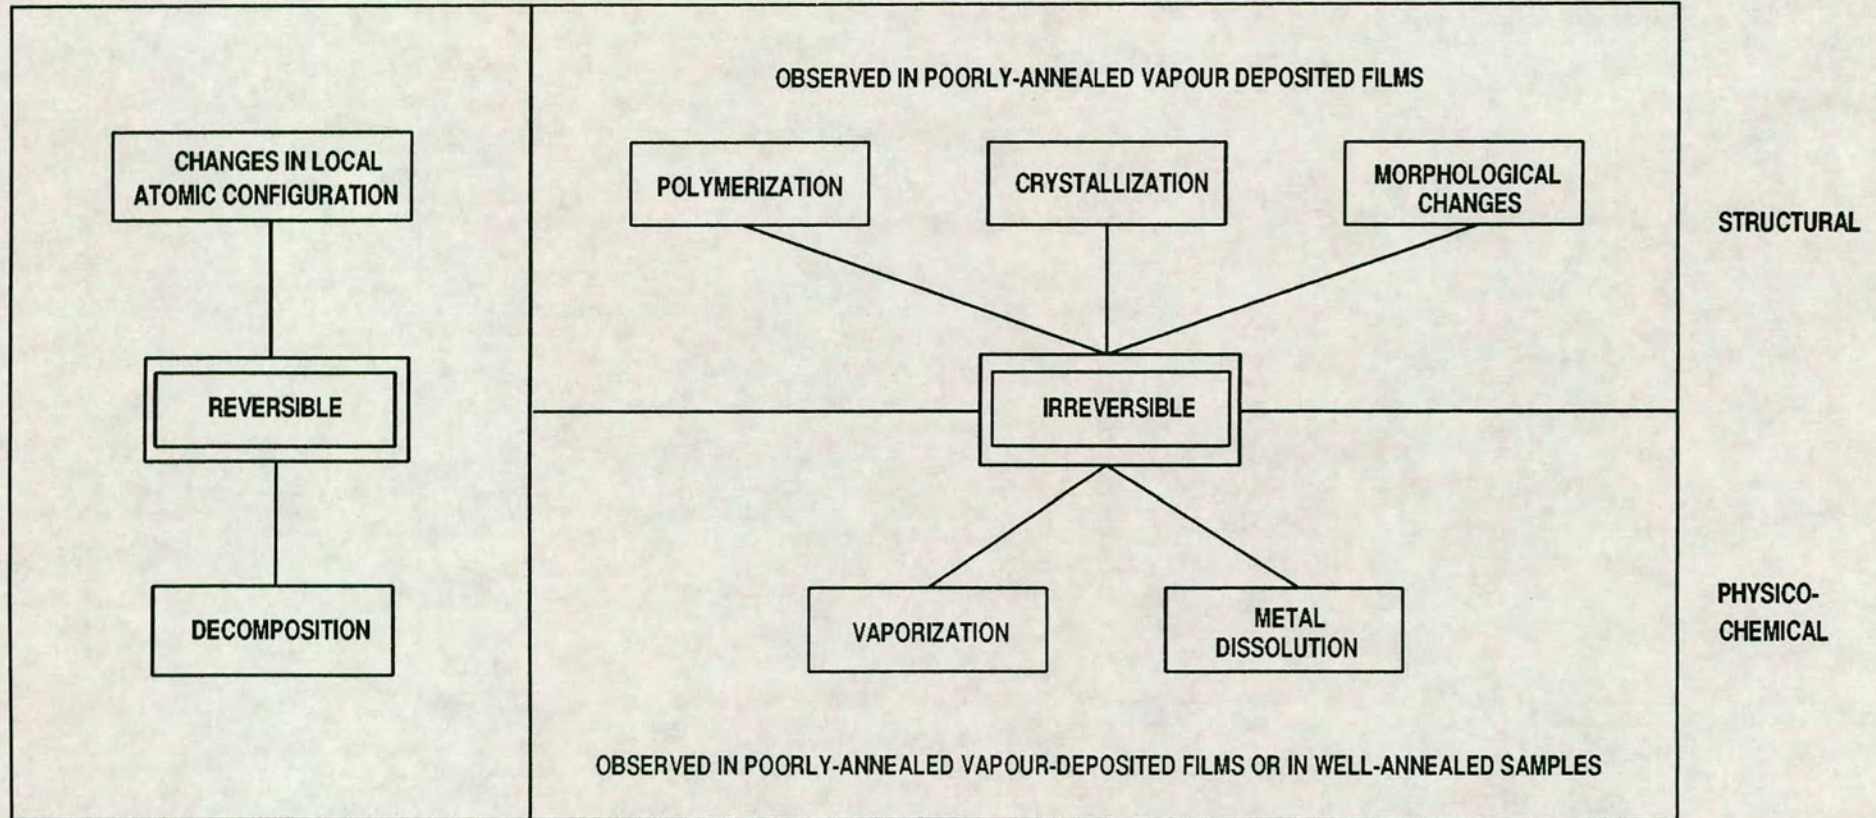 OBSERVED IN POORLY-ANNEALED VAPOUR DEPOSITED FILMS
CHANGES IN LOCAL
ATOMIC CONFIGURATION
POLYMERIZATION
CRYSTALLIZATION
MORPHOLOGICAL
CHANGES
STRUCTURAL
REVERSIBLE
IRREVERSIBLE
DECOMPOSITION
VAPORIZATION
METAL
DISSOLUTION
PHYSICO-
CHEMICAL
OBSERVED IN POORLY-ANNEALED VAPOUR-DEPOSITED FILMS OR IN WELL-ANNEALED SAMPLES